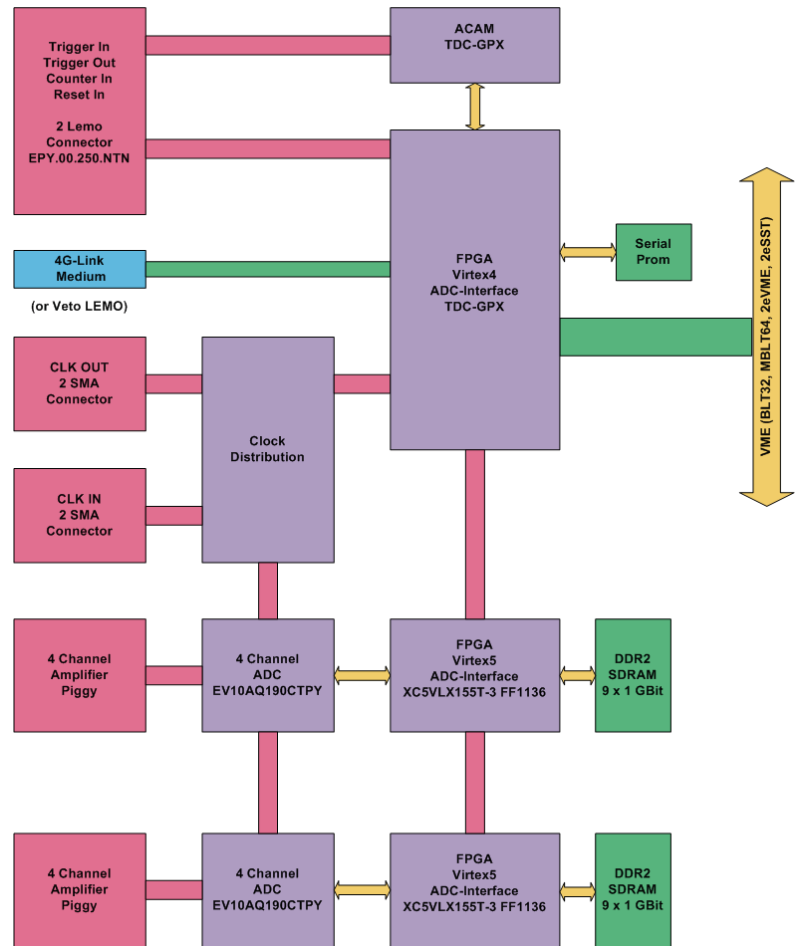 Trigger In
Trigger Out
Counter In
Reset In
2 Lemo
Connector
EPY.00.250.NTN
ACAM
TDC-GPX
4G-Link
Medium
(or Veto LEMO)
FPGA
Virtex4
ADC-Interface
TDC-GPX
Serial
Prom
VME (BLT32, MBLT64, 2eVME, 2eSST)
CLK OUT
2 SMA
Connector
Clock
Distribution
CLK IN
2 SMA
Connector
4 Channel
Amplifier
Piggy
4 Channel
ADC
EV10AQ190CTPY
FPGA
Virtex5
ADC-Interface
XC5VLX155T-3 FF1136
DDR2
SDRAM
9 x 1 GBit
4 Channel
Amplifier
Piggy
4 Channel
ADC
EV10AQ190CTPY
FPGA
Virtex5
ADC-Interface
XC5VLX155T-3 FF1136
DDR2
SDRAM
9 x 1 GBit